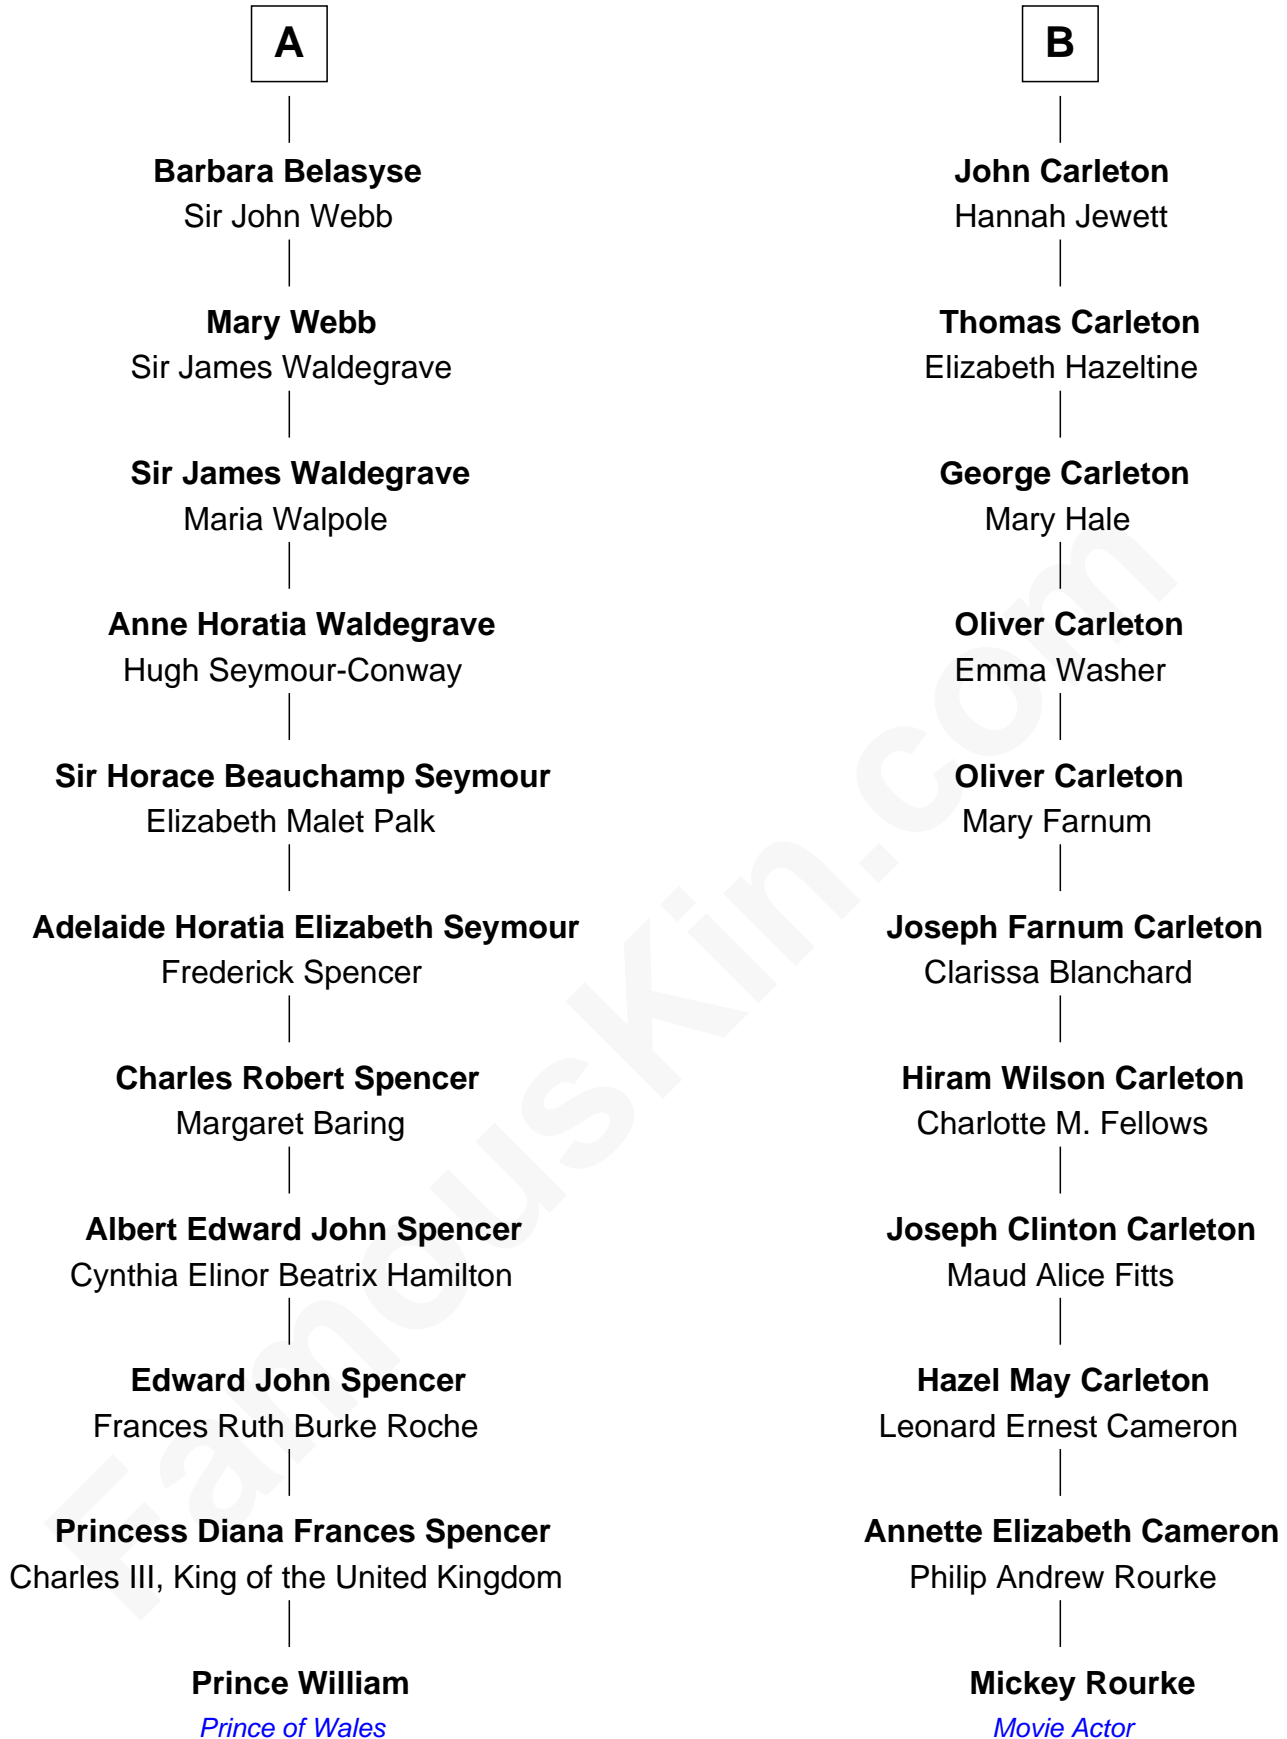 A
Barbara Belasyse
Sir John Webb
Mary Webb
Sir James Waldegrave
Sir James Waldegrave
Maria Walpole
Anne Horatia Waldegrave
Hugh Seymour-Conway
Sir Horace Beauchamp Seymour
Elizabeth Malet Palk
Adelaide Horatia Elizabeth Seymour
Frederick Spencer
Charles Robert Spencer
Margaret Baring
Albert Edward John Spencer
Cynthia Elinor Beatrix Hamilton
Edward John Spencer
Frances Ruth Burke Roche
Princess Diana Frances Spencer
Charles III, King of the United Kingdom
Prince William
Prince of Wales
B
John Carleton
Hannah Jewett
Thomas Carleton
Elizabeth Hazeltine
George Carleton
Mary Hale
Oliver Carleton
Emma Washer
Oliver Carleton
Mary Farnum
Joseph Farnum Carleton
Clarissa Blanchard
Hiram Wilson Carleton
Charlotte M. Fellows
Joseph Clinton Carleton
Maud Alice Fitts
Hazel May Carleton
Leonard Ernest Cameron
Annette Elizabeth Cameron
Philip Andrew Rourke
Mickey Rourke
Movie Actor
FamousKin.com